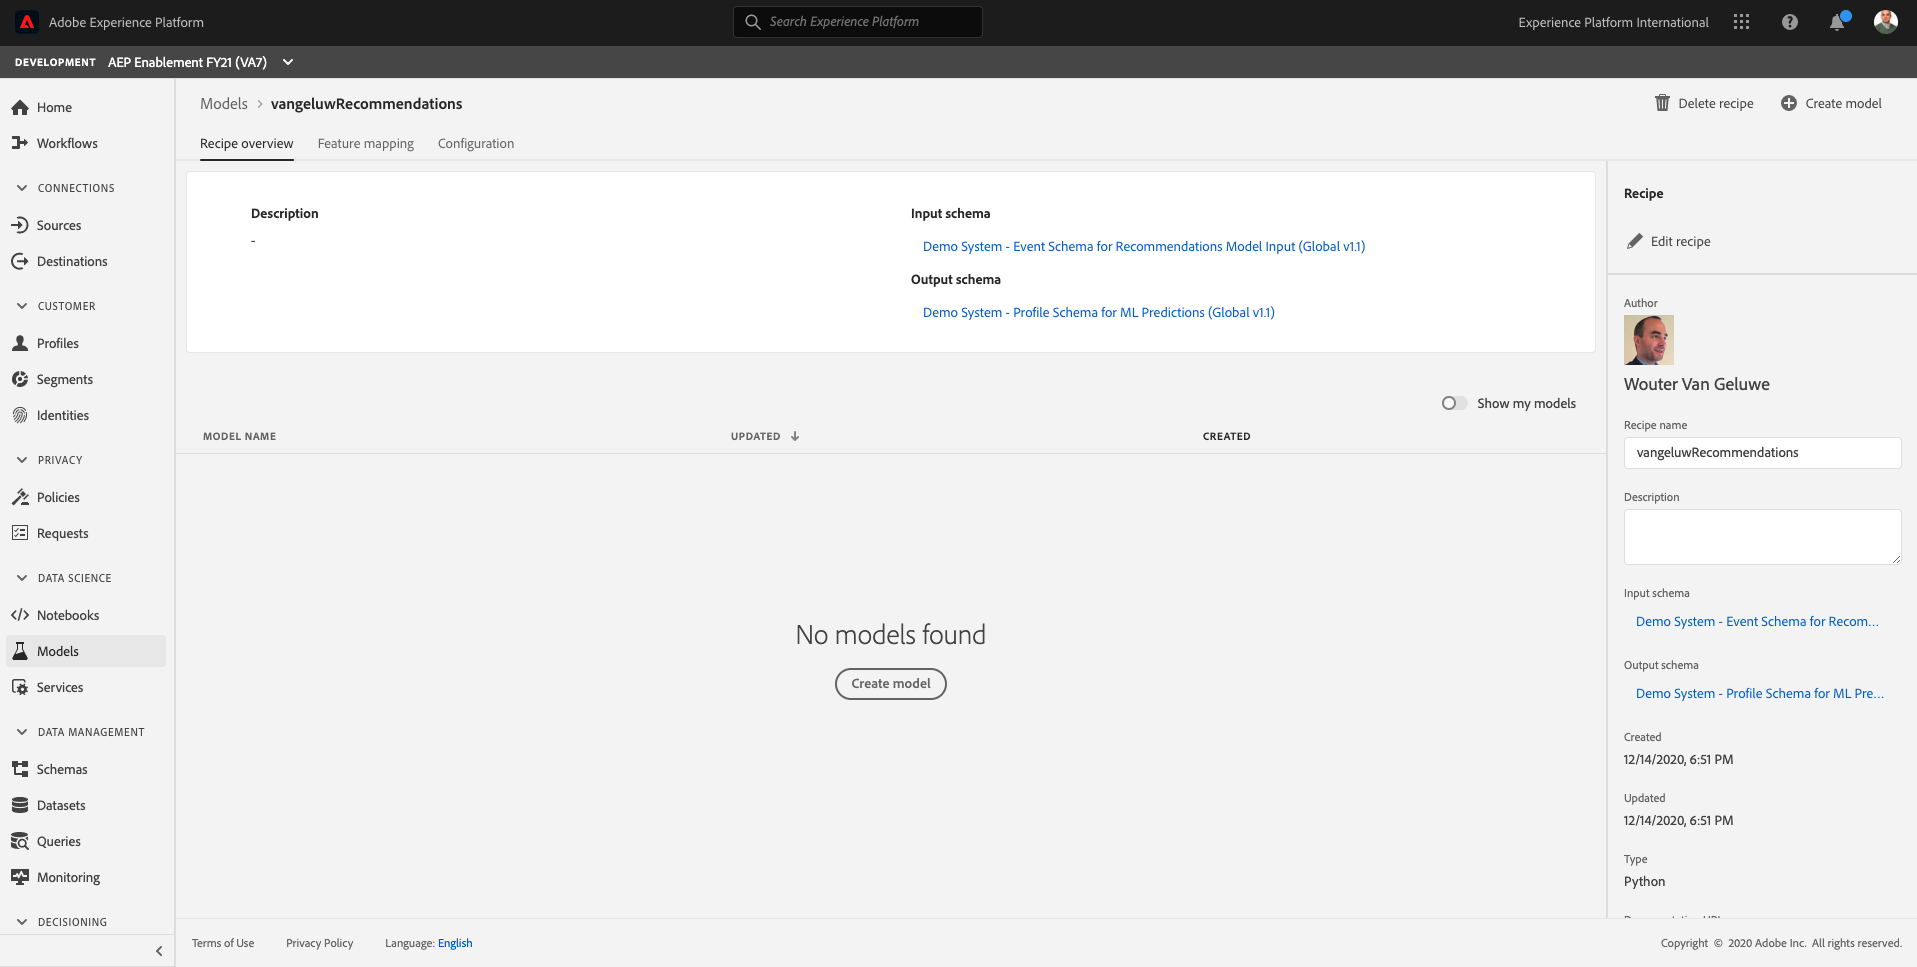 Adobe Experience Platform
Search Experience Platform
Experience Platform International
DEVELOPMENT AEP Enablement FY21 (VA7)
Home
Workflows
CONNECTIONS
Sources
Destinations
CUSTOMER
Profiles
Segments
Identities
PRIVACY
Policies
Requests
DATA SCIENCE
Notebooks
Models
Services
DATA MANAGEMENT
Schemas
Datasets
Queries
Monitoring
DECISIONING
Models > vangeluwRecommendations
Delete recipe
Create model
Recipe overview
Feature mapping
Configuration
Description
-
Input schema
Demo System - Event Schema for Recommendations Model Input (Global v1.1)
Output schema
Demo System - Profile Schema for ML Predictions (Global v1.1)
Show my models
MODEL NAME
UPDATED
CREATED
No models found
Create model
Recipe
Edit recipe
Author
Wouter Van Geluwe
Recipe name
vangeluwRecommendations
Description
Input schema
Demo System - Event Schema for Recom...
Output schema
Demo System - Profile Schema for ML Pre...
Created
12/14/2020, 6:51 PM
Updated
12/14/2020, 6:51 PM
Type
Python
Terms of Use
Privacy Policy
Language: English
Copyright © 2020 Adobe Inc. All rights reserved.